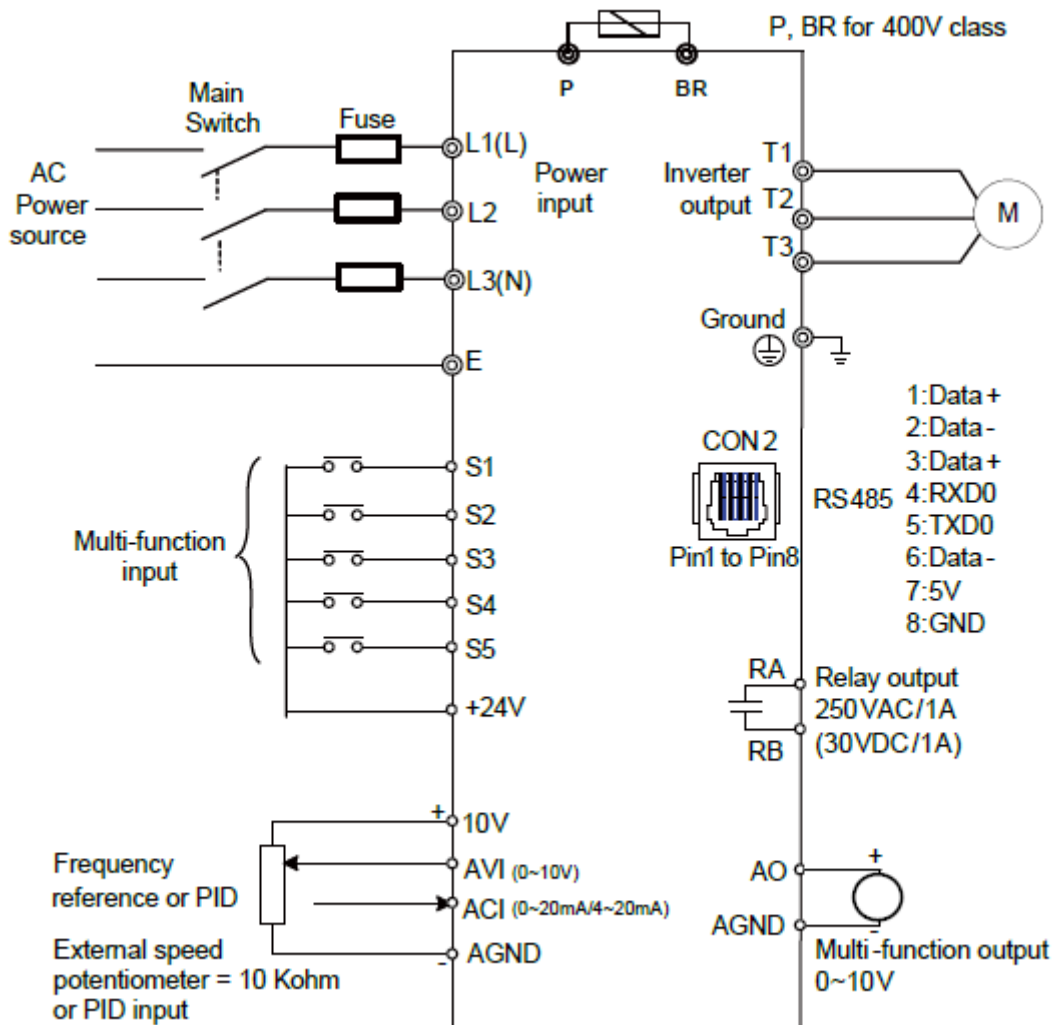 P, BR for 400V class
P
BR
Main
Switch
Fuse
AC
Power
source
L1(L)
L2
L3(N)
E
Power
input
Inverter
output
T1
T2
T3
M
Ground
CON 2
Pin1 to Pin8
RS485
1:Data+
2:Data-
3:Data+
4:RXD0
5:TXD0
6:Data-
7:5V
8:GND
Multi-function
input
S1
S2
S3
S4
S5
+24V
RA
RB
Relay output
250VAC/1A
(30VDC/1A)
+
10V
AVI (0~10V)
ACI (0~20mA/4~20mA)
AGND
-
Frequency
reference or PID
External speed
potentiometer = 10 Kohm
or PID input
AO
+
AGND
-
Multi-function output
0~10V